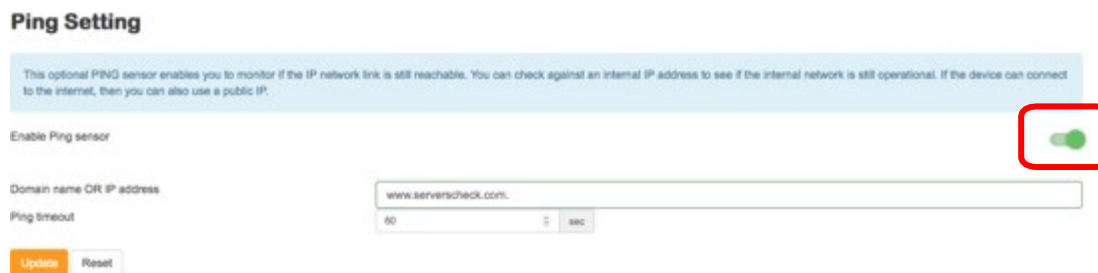 Ping Setting
This optional PING sensor enables you to monitor if the IP network link is still reachable. You can check against an internal IP address to see if the internal network is still operational. If the device can connect
to the internet, then you can also use a public IP.
Enable Ping sensor
Domain name OR IP address
www.serverscheck.com.
Ping timeout
60
sec
Update Reset